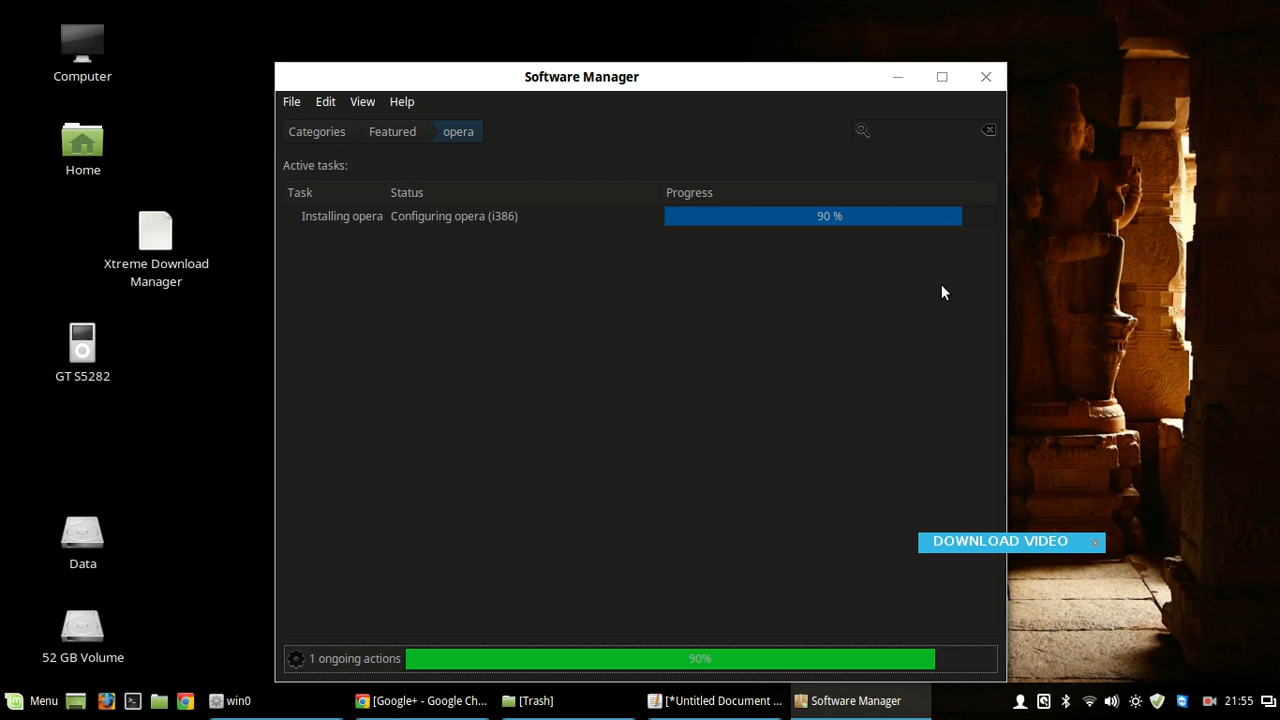 Computer
Home
Xtreme Download
Manager
GT S5282
Data
52 GB Volume
Software Manager
File Edit View Help
Categories Featured opera
Active tasks:
Task Status Progress
Installing opera Configuring opera (i386) 90 %
DOWNLOAD VIDEO
1 ongoing actions 90%
Menu win0 [Google+ - Google Ch... [Trash] [*Untitled Document ... Software Manager 21:55